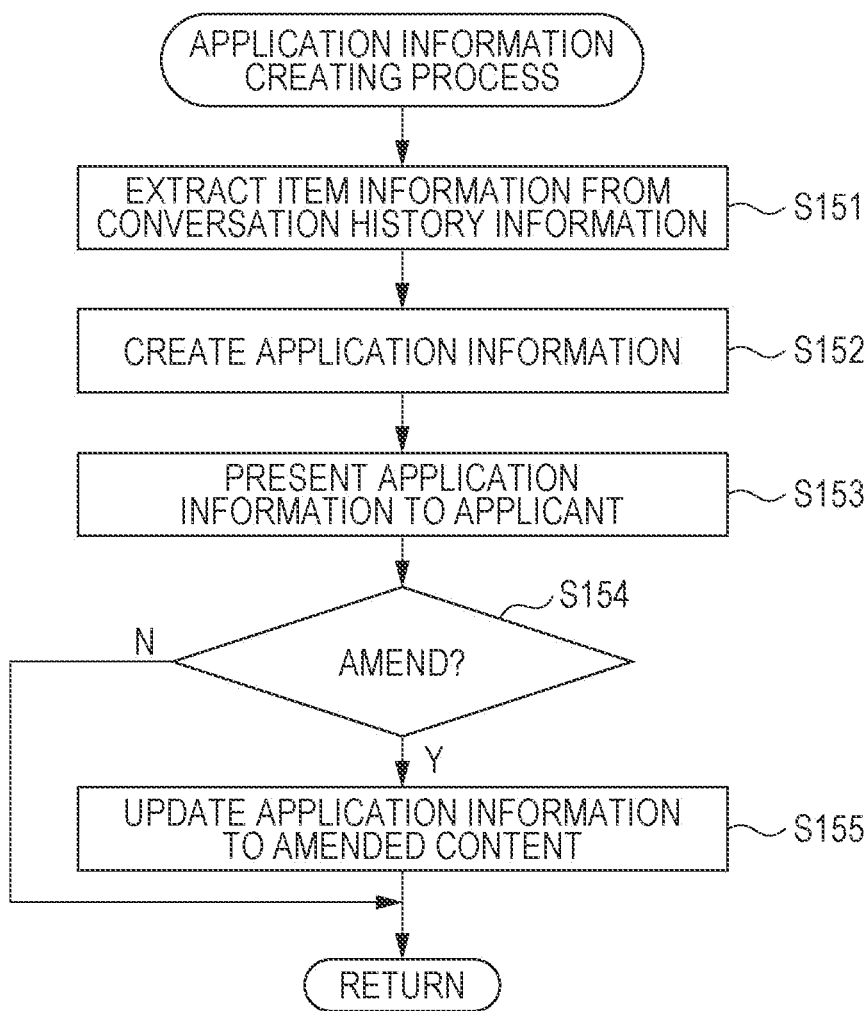 APPLICATION INFORMATION
CREATING PROCESS
EXTRACT ITEM INFORMATION FROM
CONVERSATION HISTORY INFORMATION
S151
CREATE APPLICATION INFORMATION
S152
PRESENT APPLICATION
INFORMATION TO APPLICANT
S153
S154
N
AMEND?
Y
UPDATE APPLICATION INFORMATION
TO AMENDED CONTENT
S155
RETURN